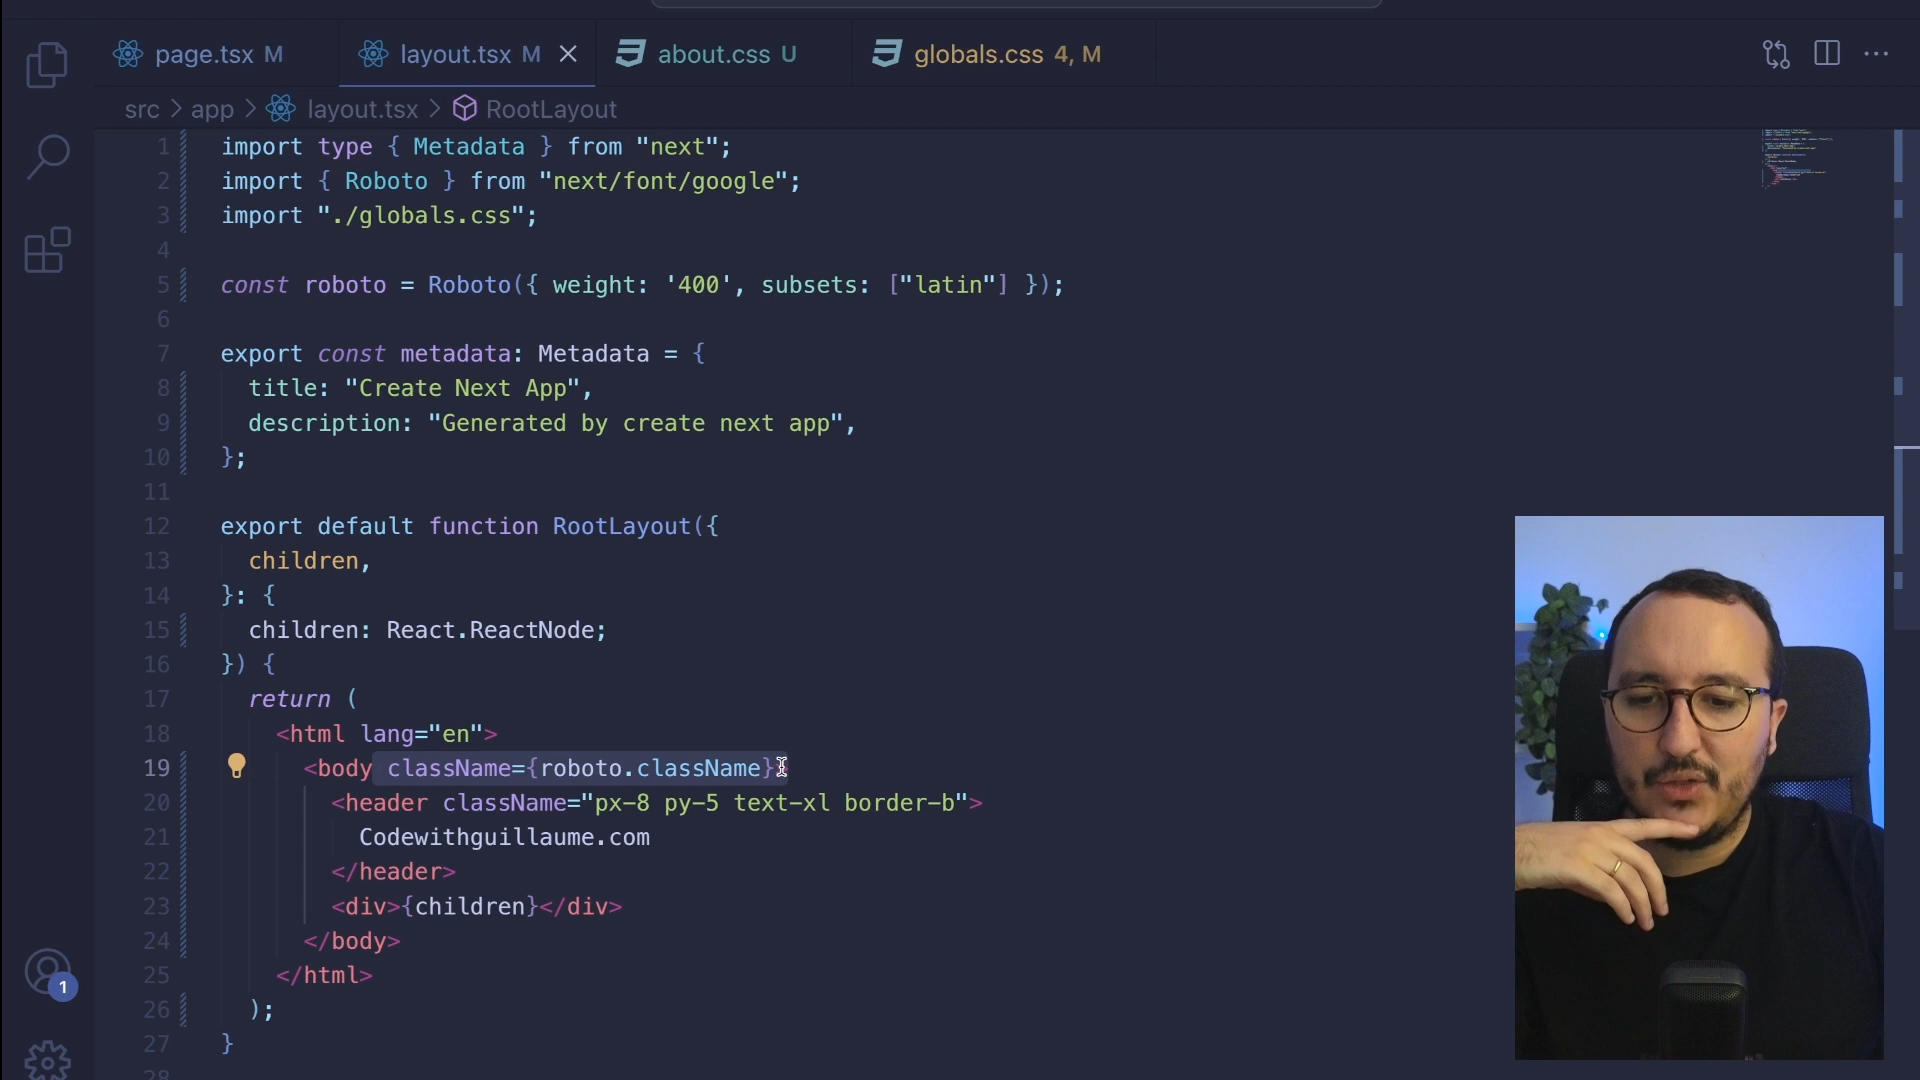 page.tsx M layout.tsx M about.css U globals.css 4, M
src > app > layout.tsx > RootLayout
1 import type { Metadata } from "next";
2 import { Roboto } from "next/font/google";
3 import "./globals.css";
4
5 const roboto = Roboto({ weight: '400', subsets: ["latin"] });
6
7 export const metadata: Metadata = {
8 title: "Create Next App",
9 description: "Generated by create next app",
10 };
11
12 export default function RootLayout({
13 children,
14 }: {
15 children: React.ReactNode;
16 }) {
17 return (
18 <html lang="en">
19 <body className={roboto.className}>
20 <header className="px-8 py-5 text-xl border-b">
21 Codewithguillaume.com
22 </header>
23 <div>{children}</div>
24 </body>
25 </html>
26 );
27 }
28
1